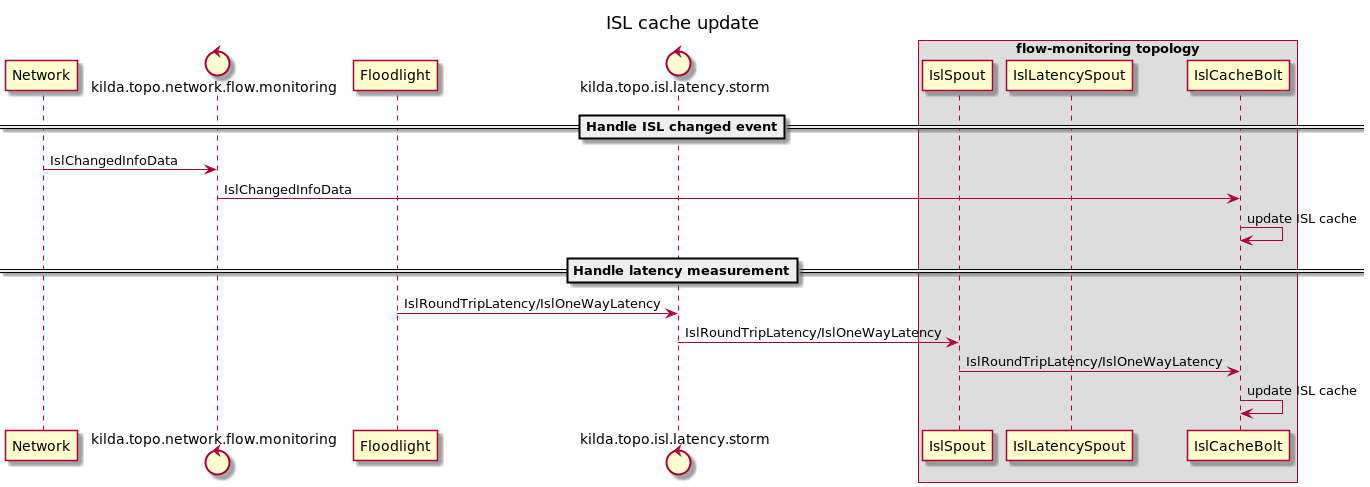 ISL cache update
flow-monitoring topology
Network
kilda.topo.network.flow.monitoring
Floodlight
kilda.topo.isl.latency.storm
IslSpout
IslLatencySpout
IslCacheBolt
Handle ISL changed event
IslChangedInfoData
IslChangedInfoData
update ISL cache
Handle latency measurement
IslRoundTripLatency/IslOneWayLatency
IslRoundTripLatency/IslOneWayLatency
IslRoundTripLatency/IslOneWayLatency
update ISL cache
Network
kilda.topo.network.flow.monitoring
Floodlight
kilda.topo.isl.latency.storm
IslSpout
IslLatencySpout
IslCacheBolt